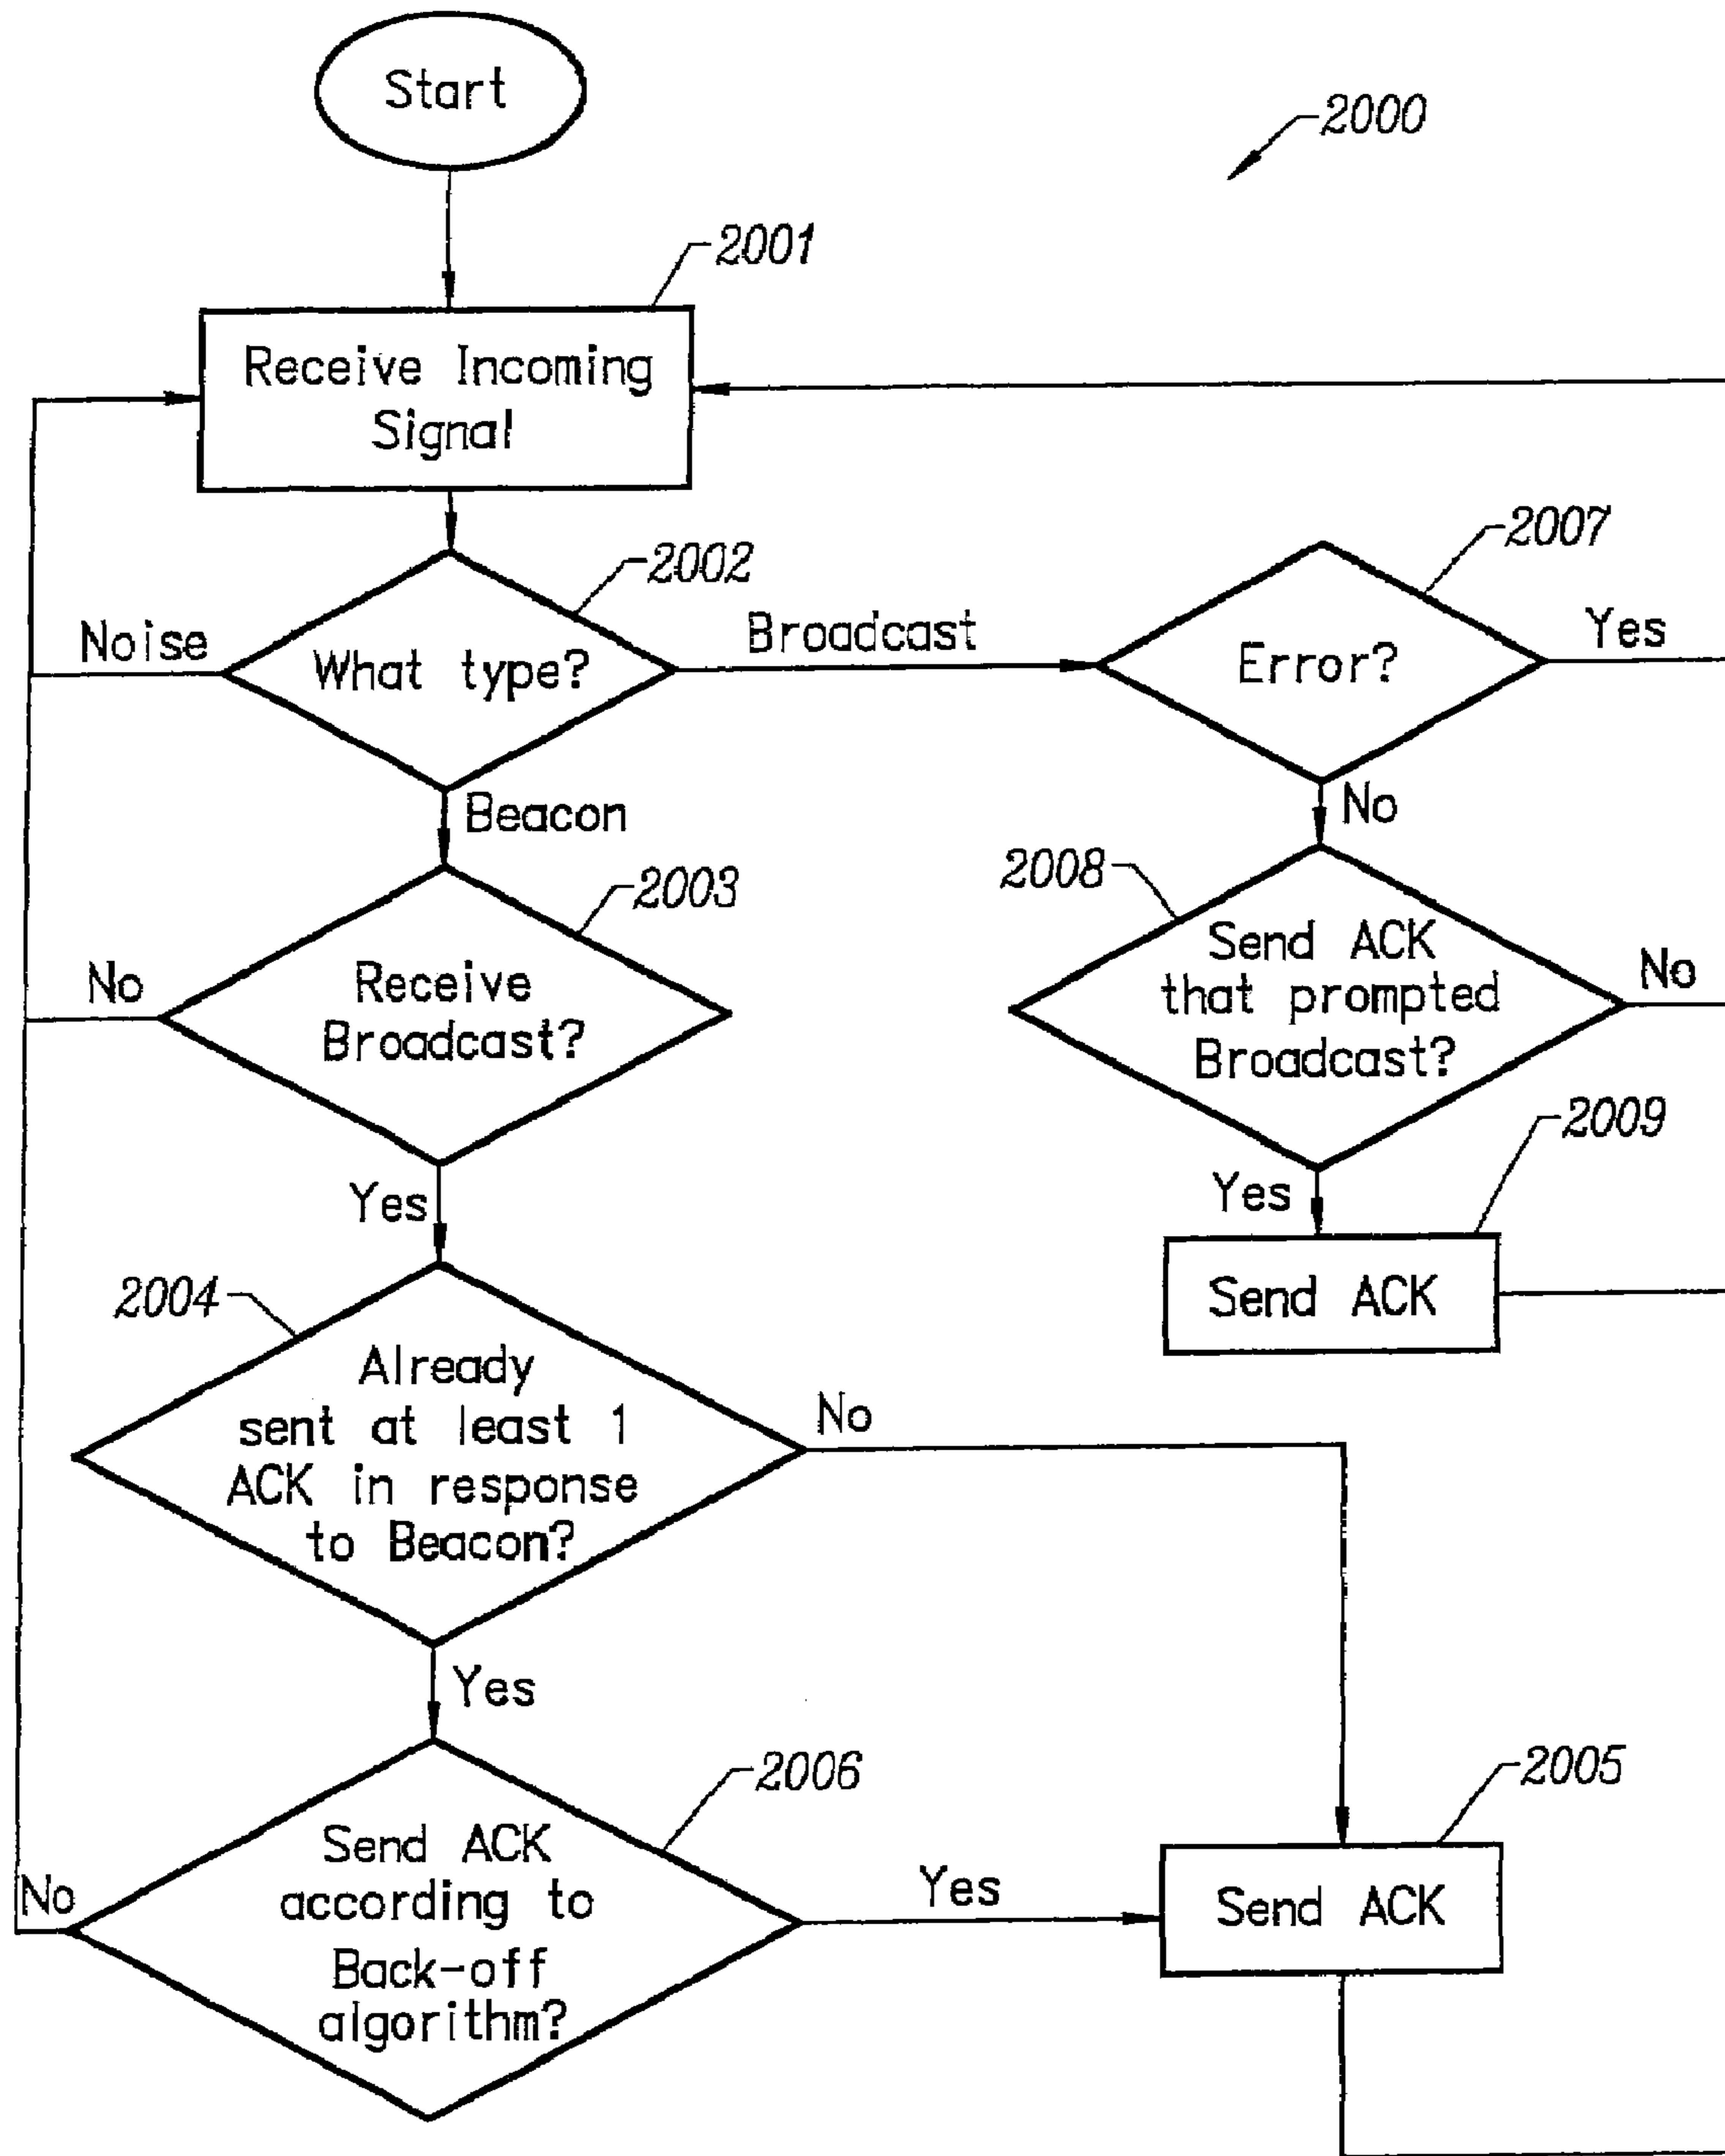 Start
2000
2001
Receive Incoming
Signal
2002
2007
Noise
What type?
Broadcast
Error?
Yes
Beacon
No
2003
2008
No
Receive
Broadcast?
Send ACK
that prompted
Broadcast?
No
2009
Yes
Yes
Send ACK
2004
Already
sent at least 1
ACK in response
to Beacon?
No
Yes
2006
2005
No
Send ACK
according to
Back-off
algorithm?
Yes
Send ACK